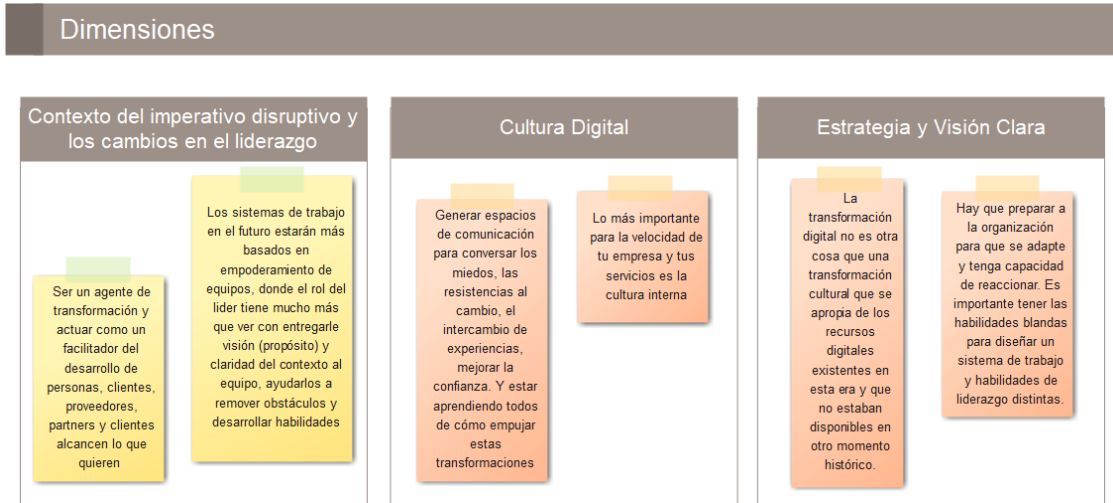 Dimensiones
Contexto del imperativo disruptivo y
los cambios en el liderazgo
Ser un agente de
transformación y
actuar como un
facilitador del
desarrollo de
personas, clientes,
proveedores,
partners y clientes
alcancen lo que
quieren
Los sistemas de trabajo
en el futuro estarán más
basados en
empoderamiento de
equipos, donde el rol del
lider tiene mucho más
que ver con entregarle
visión (propósito) y
claridad del contexto al
equipo, ayudarlos a
remover obstáculos y
desarrollar habilidades
Cultura Digital
Generar espacios
de comunicación
para conversar los
miedos, las
resistencias al
cambio, el
intercambio de
experiencias,
mejorar la
confianza. Y estar
aprendiendo todos
de cómo empujar
estas
transformaciones
Lo más importante
para la velocidad de
tu empresa y tus
servicios es la
cultura interna
Estrategia y Visión Clara
La
transformación
digital no es otra
cosa que una
transformación
cultural que se
apropia de los
recursos
digitales
existentes en
esta era y que
no estaban
disponibles en
otro momento
histórico.
Hay que preparar a
la organización
para que se adapte
y tenga capacidad
de reaccionar. Es
importante tener las
habilidades blandas
para diseñar un
sistema de trabajo
y habilidades de
liderazgo distintas.